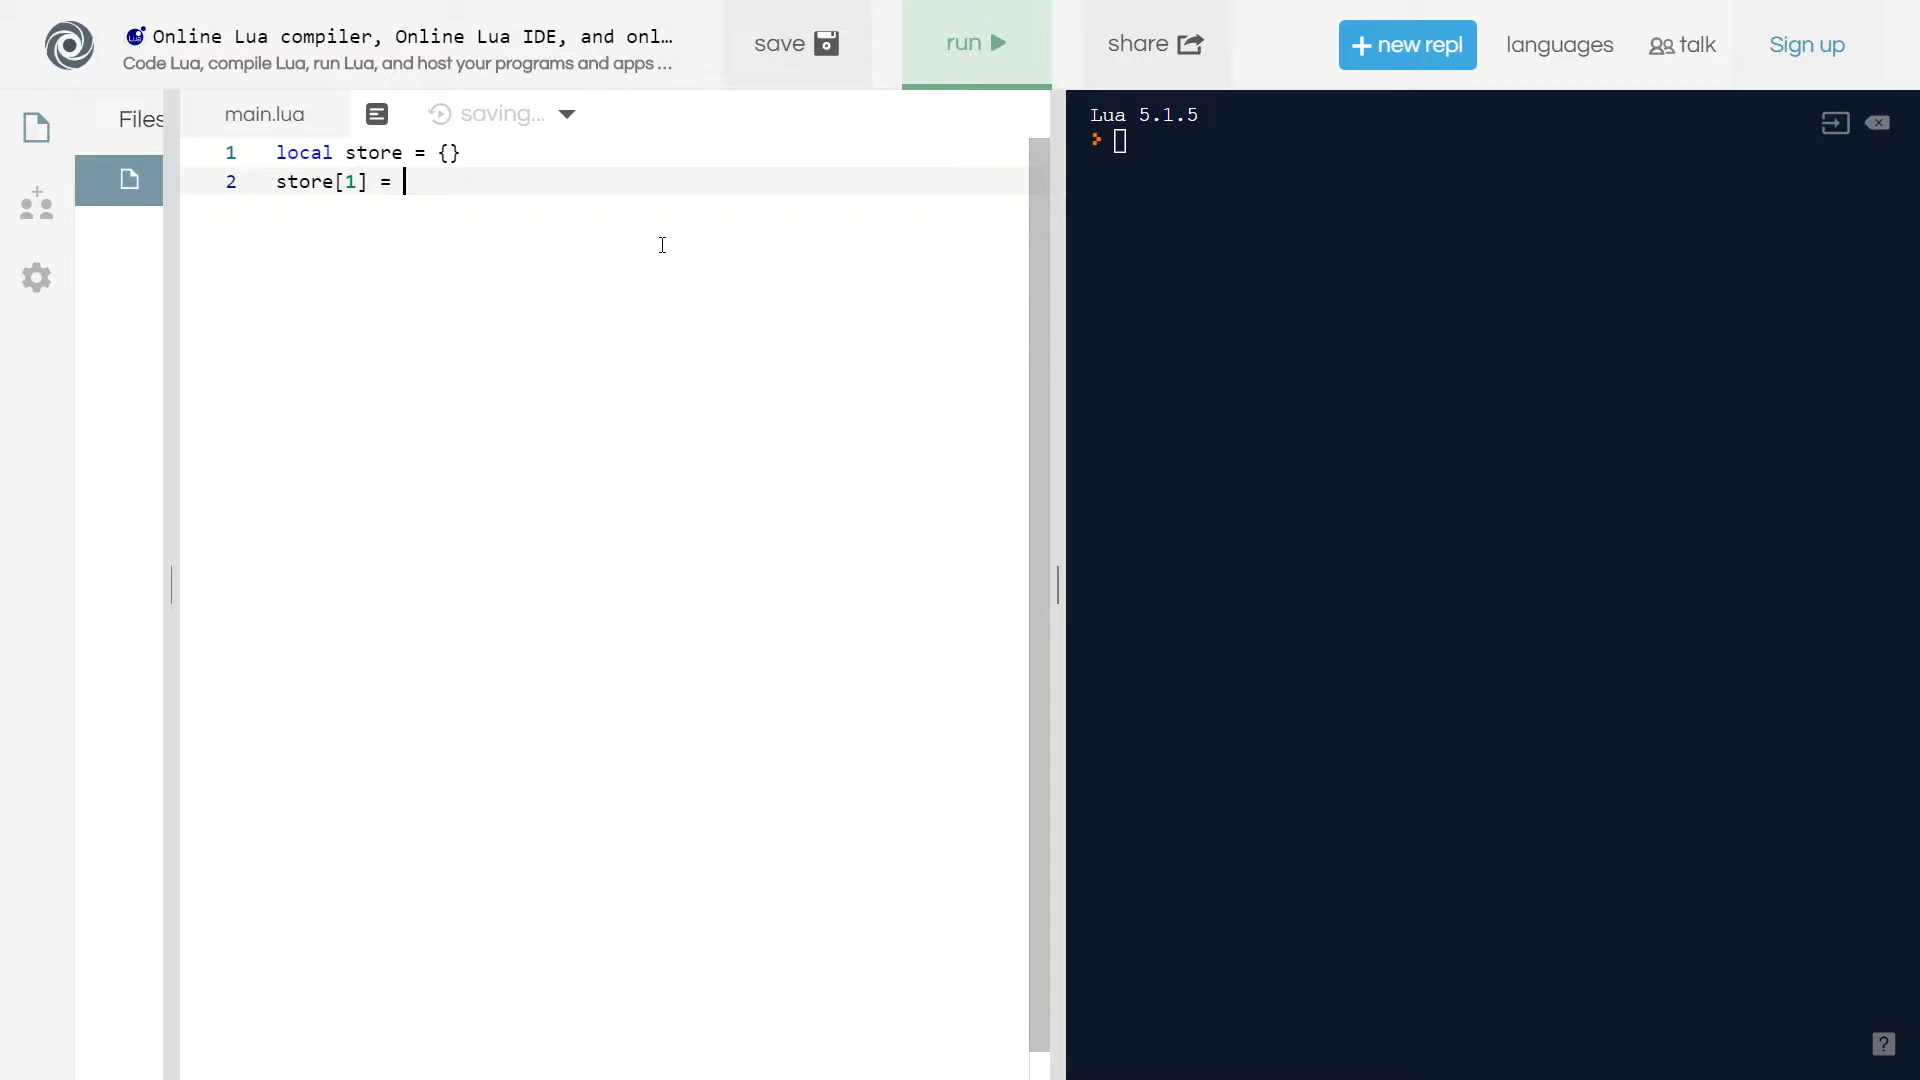 Online Lua compiler, Online Lua IDE, and onl...
Code Lua, compile Lua, run Lua, and host your programs and apps ...
save
run
share
+ new repl
languages
talk
Sign up
Files
main.lua
saving...
1 local store = {}
2 store[1] =
Lua 5.1.5
?